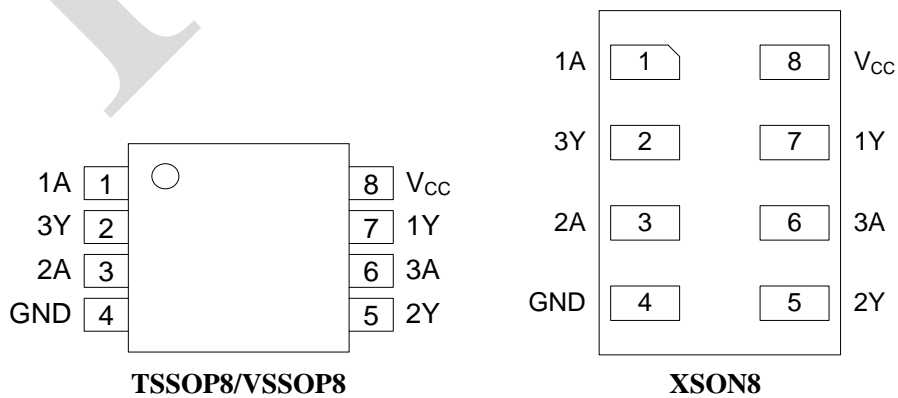 1A 1 8 VCC
3Y 2 7 1Y
2A 3 6 3A
GND 4 5 2Y
TSSOP8/VSSOP8
1A 1 8 VCC
3Y 2 7 1Y
2A 3 6 3A
GND 4 5 2Y
XSON8